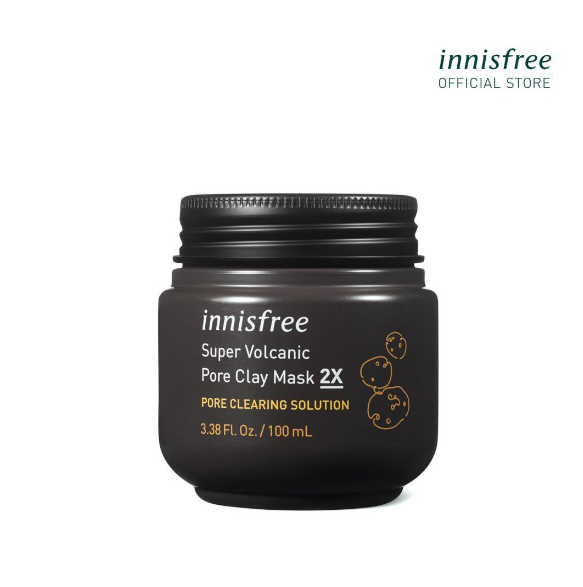 innisfree
OFFICIAL STORE
innisfree
Super Volcanic
Pore Clay Mask 2X
PORE CLEARING SOLUTION
3.38 Fl. Oz. / 100 mL